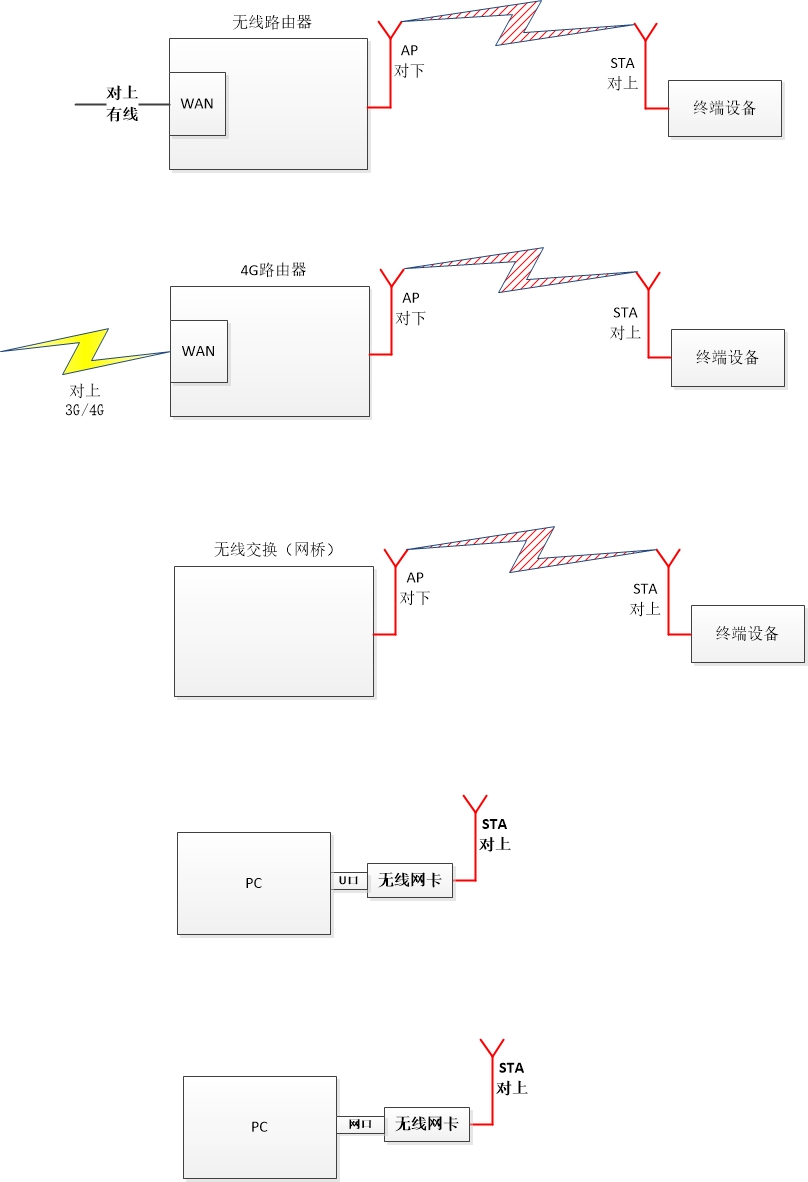 无线路由器
AP
对下
STA
对上
对上
有线
WAN
终端设备
4G路由器
AP
对下
STA
对上
WAN
终端设备
对上
3G/4G
无线交换（网桥）
AP
对下
STA
对上
终端设备
STA
对上
PC
U口
无线网卡
STA
对上
PC
网口
无线网卡